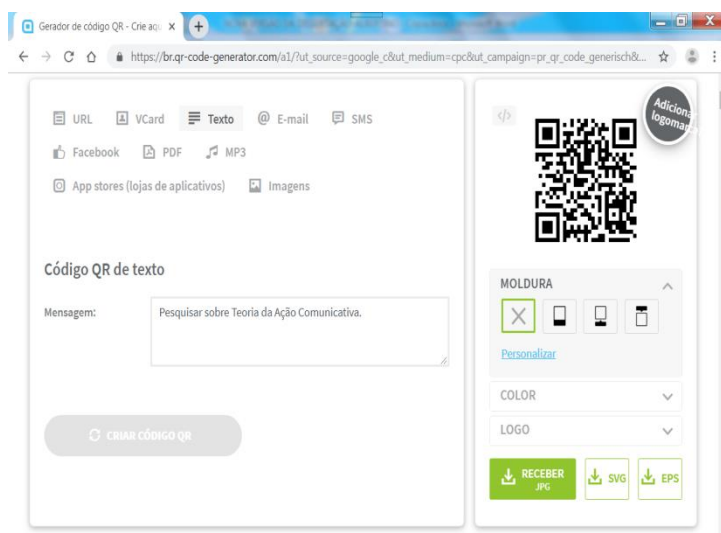 Gerador de código QR - Crie aqu
https://br.qr-code-generator.com/a1/?ut_source=google_c&ut_medium=cpc&ut_campaign=pr_qr_code_generisch&...
URL VCard Texto E-mail SMS
Facebook PDF MP3
App stores (lojas de aplicativos) Imagens
Código QR de texto
Mensagem: Pesquisar sobre Teoria da Ação Comunicativa.
CRIAR CÓDIGO QR
</>
Adiciona
logoma
MOLDURA
Personalizar
COLOR
LOGO
RECEBER
JPG
SVG
EPS